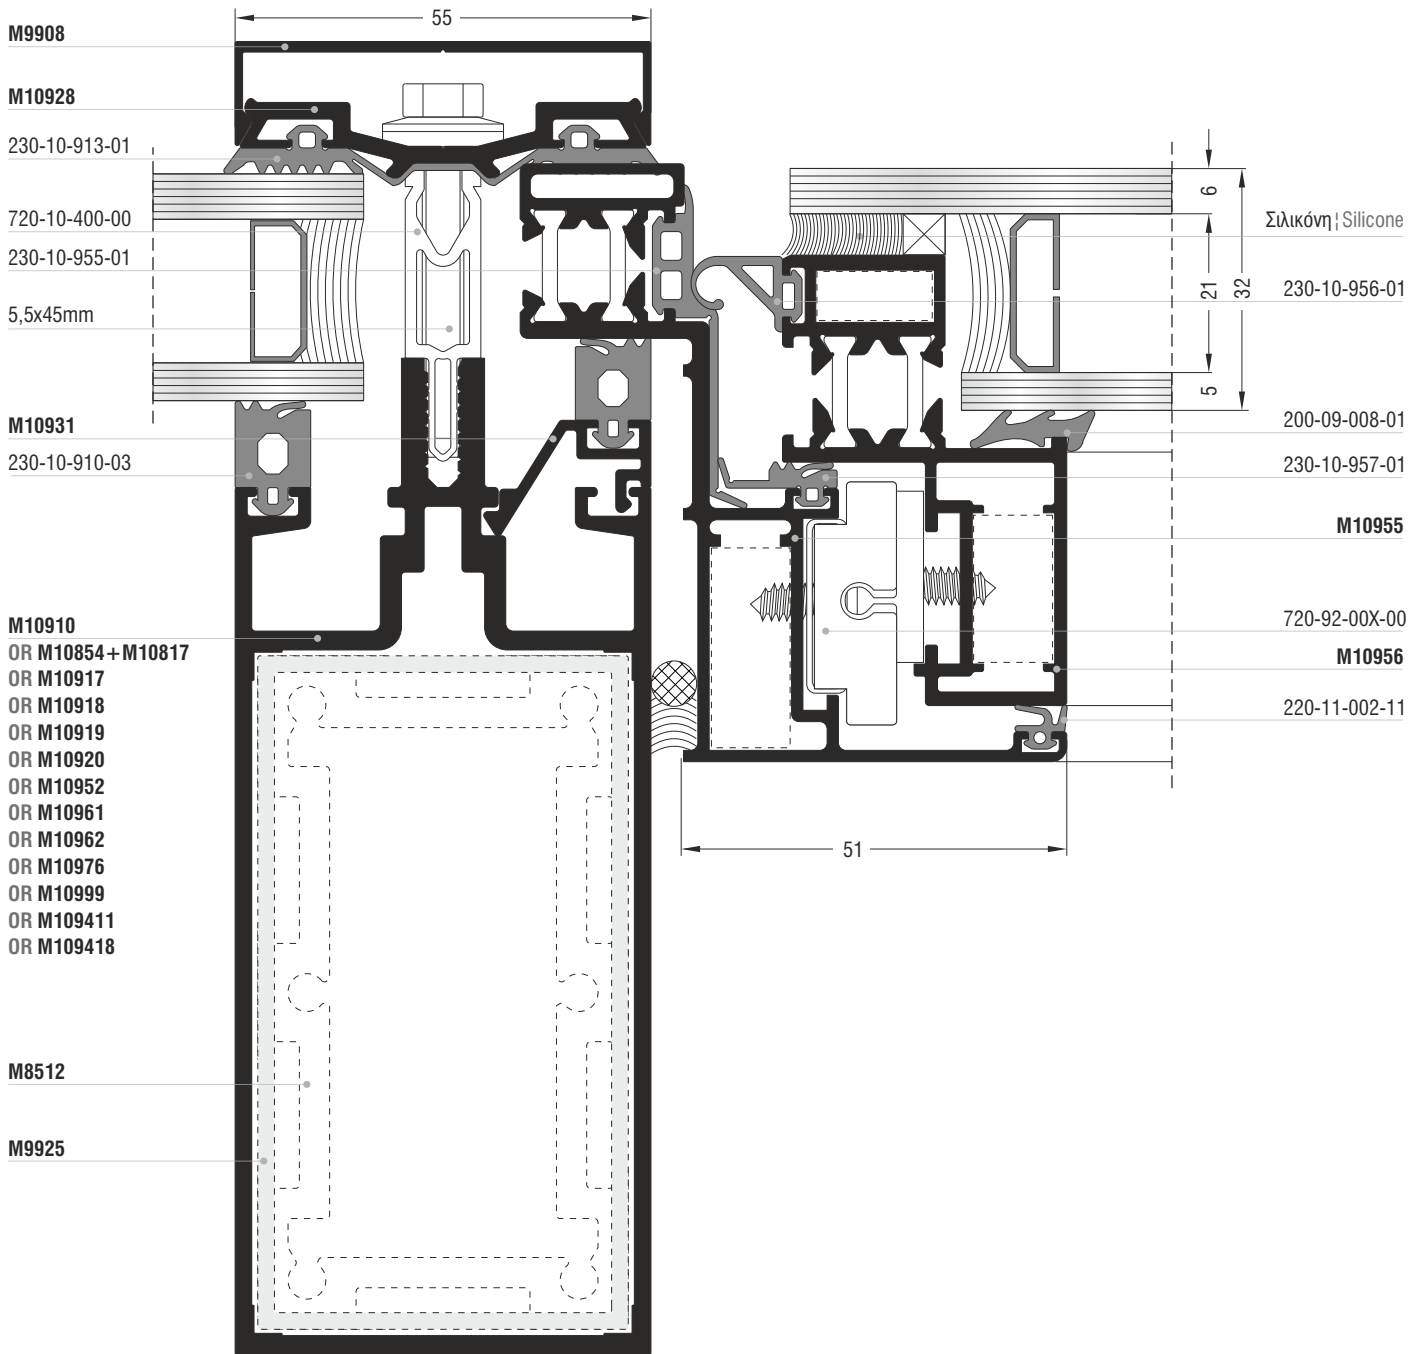 55
M9908
M10928
230-10-913-01
720-10-400-00
230-10-955-01
5,5x45mm
M10931
230-10-910-03
M10910
OR M10854+M10817
OR M10917
OR M10918
OR M10919
OR M10920
OR M10952
OR M10961
OR M10962
OR M10976
OR M10999
OR M109411
OR M109418
M8512
M9925
6
21
32
5
Σιλικόνη ¦ Silicone
230-10-956-01
200-09-008-01
230-10-957-01
M10955
720-92-00X-00
M10956
220-11-002-11
51